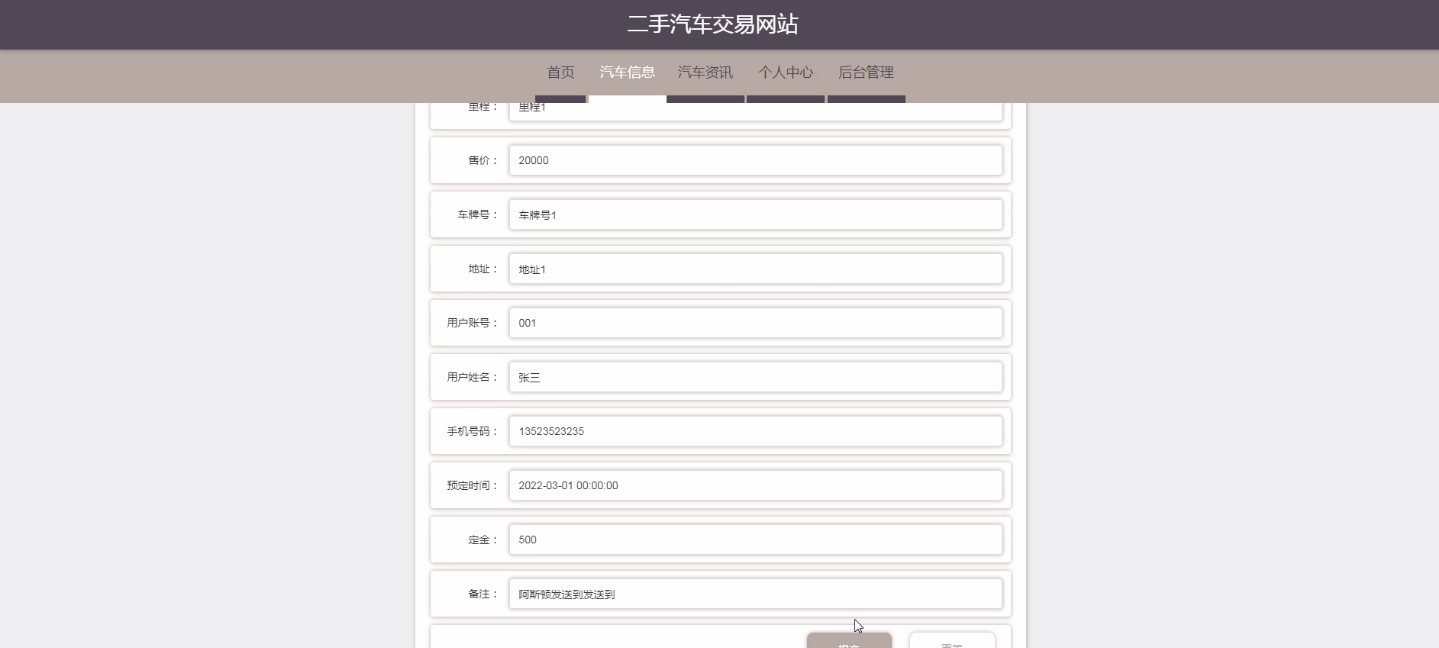 二手汽车交易网站
首页 汽车信息 汽车资讯 个人中心 后台管理
里程： 里程1
售价： 20000
车牌号： 车牌号1
地址： 地址1
用户账号： 001
用户姓名： 张三
手机号码： 13523523235
预定时间： 2022-03-01 00:00:00
定金： 500
备注： 阿斯顿发送到发送到